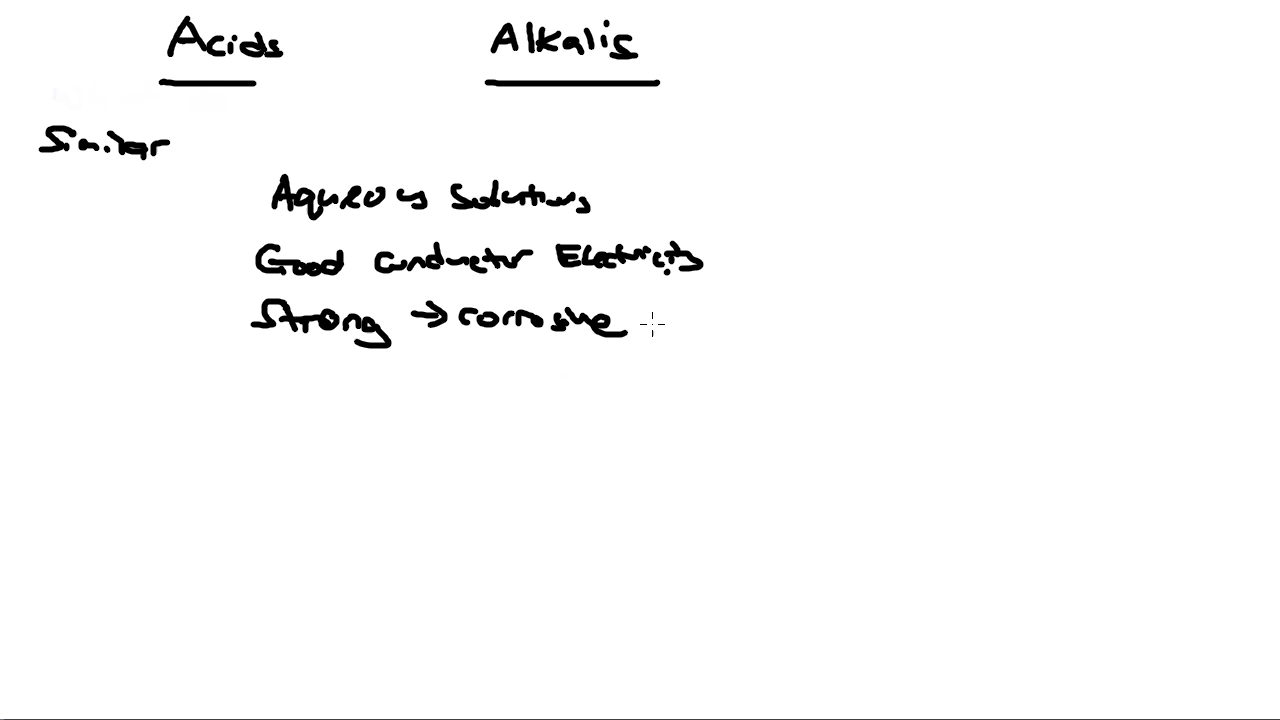 Acids Alkalis
Similar
Aqueous Solutions
Good conductor Electricity
Strong → corrosive